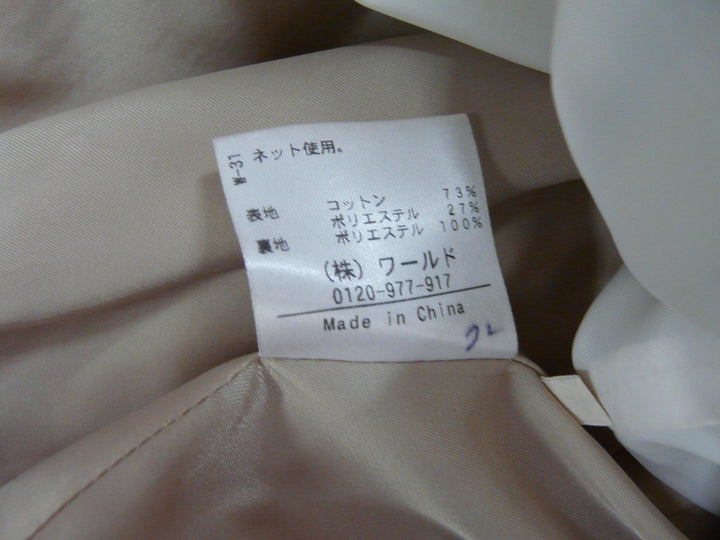 W-31
ネット使用。
表地 コットン 73%
ポリエステル 27%
裏地 ポリエステル 100%
(株) ワールド
0120-977-917
Made in China